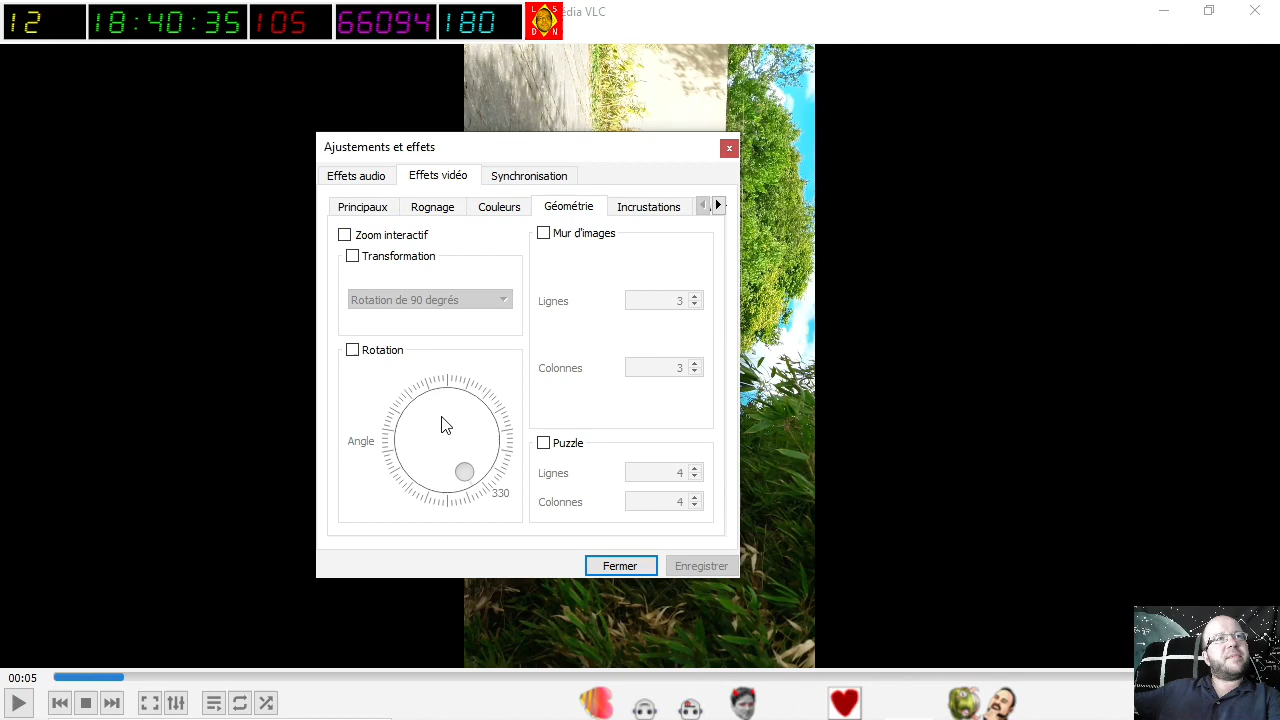 12 18:40:35 105 66094 180 L S D N édia VLC
Ajustements et effets x
Effets audio Effets vidéo Synchronisation
Principaux Rognage Couleurs Géométrie Incrustations
Zoom interactif
Mur d'images
Transformation
Rotation de 90 degrés
Lignes 3
Rotation
Colonnes 3
Angle
330
Puzzle
Lignes 4
Colonnes 4
Fermer Enregistrer
00:05